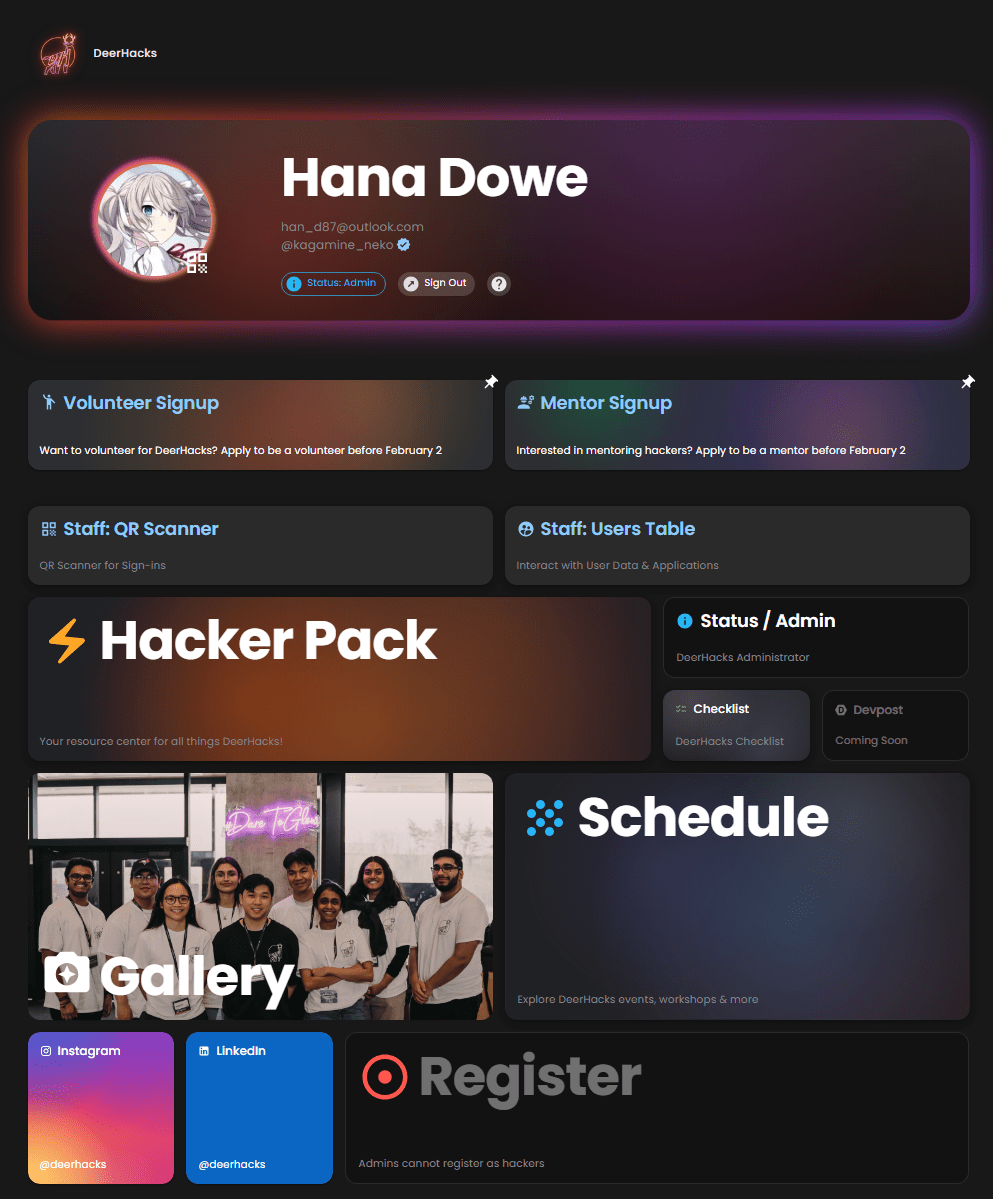 DeerHacks
Hana Dowe
han_d87@outlook.com
@kagamine_neko
Status: Admin
Sign Out
Volunteer Signup
Want to volunteer for DeerHacks? Apply to be a volunteer before February 2
Mentor Signup
Interested in mentoring hackers? Apply to be a mentor before February 2
Staff: QR Scanner
QR Scanner for Sign-ins
Staff: Users Table
Interact with User Data & Applications
Hacker Pack
Your resource center for all things DeerHacks!
Status / Admin
DeerHacks Administrator
Checklist
DeerHacks Checklist
Devpost
Coming Soon
#Dare To Glow
Gallery
Schedule
Explore DeerHacks events, workshops & more
Instagram
@deerhacks
LinkedIn
@deerhacks
Register
Admins cannot register as hackers